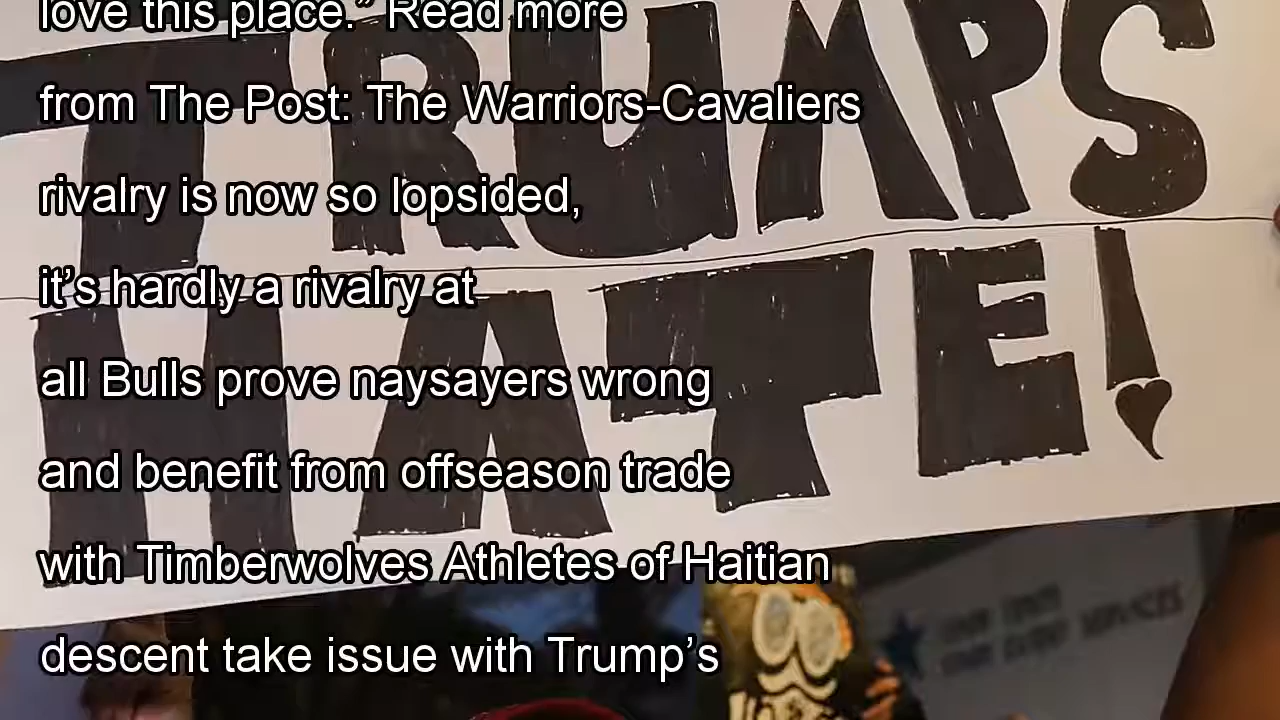 love this place.” Read more
from The Post: The Warriors-Cavaliers
rivalry is now so lopsided,
it’s hardly a rivalry at
all Bulls prove naysayers wrong
and benefit from offseason trade
with Timberwolves Athletes of Haitian
descent take issue with Trump’s
TRUMPS
HATE!